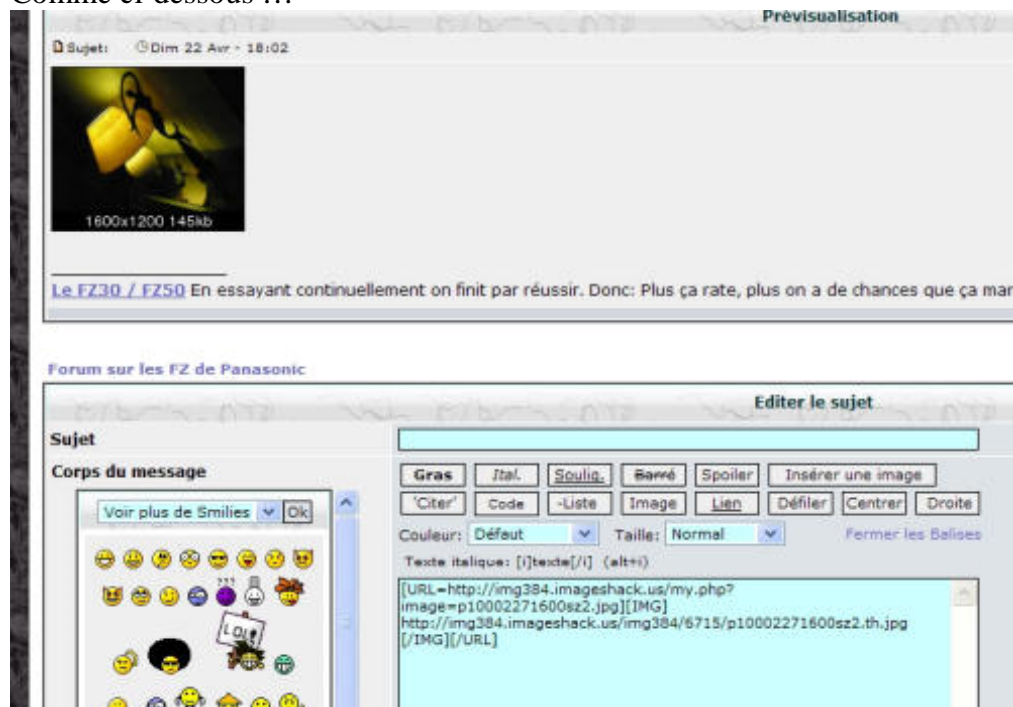 Comme ci-dessous …
Prévisualisation
Sujet: Dim 22 Avr - 18:02
1600x1200 145kb
Le FZ30 / FZ50 En essayant continuellement on finit par réussir. Donc: Plus ça rate, plus on a de chances que ça mar
Forum sur les FZ de Panasonic
Editer le sujet
Sujet
Corps du message
Gras Ital. Soulig. Barré Spoiler Insérer une image
'Citer' Code -Liste Image Lien Défiler Centrer Droite
Voir plus de Smilies Ok
Couleur: Défaut Taille: Normal Fermer les Balises
Texte italique: [i]texte[/i] (alt+i)
[URL=http://img384.imageshack.us/my.php?
image=p10002271600sz2.jpg][IMG]
http://img384.imageshack.us/img384/6715/p10002271600sz2.th.jpg
[/IMG][/URL]
???
LOL!